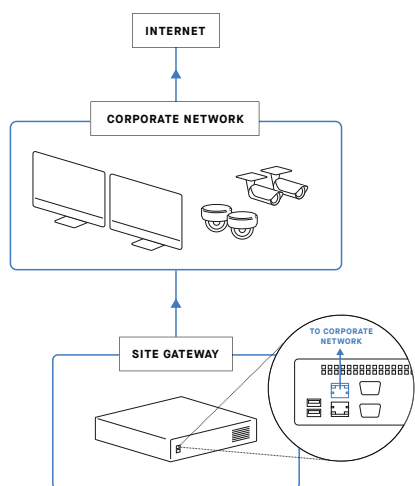 INTERNET
CORPORATE NETWORK
SITE GATEWAY
TO CORPORATE
NETWORK